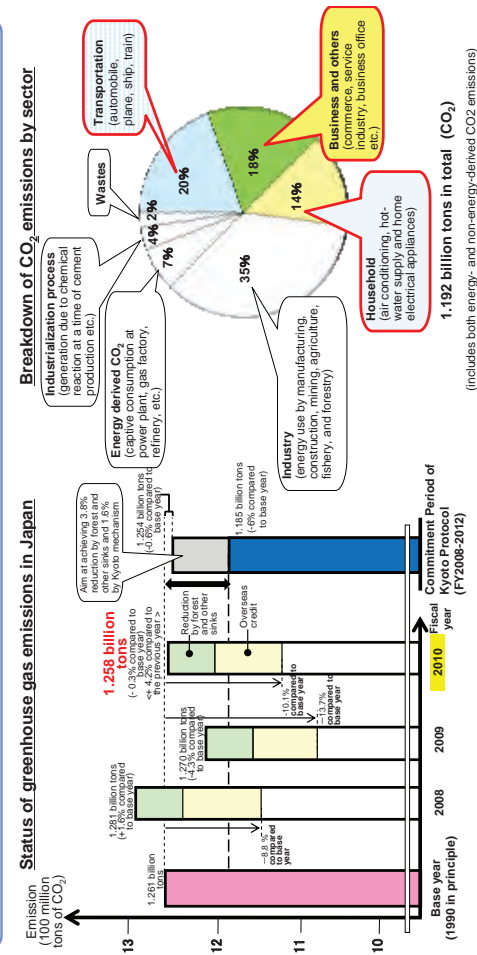 Status of greenhouse gas emissions in Japan
Emission
(100 million
tons of CO2)
13
12
11
10
1.261 billion
tons
1.281 billion tons
(+1.6% compared
to base year)
−8.8 %
compared
to base
year
1.270 billion tons
(-4.3% compared
to base year)
−13.7%
compared to
base year
1.258 billion
tons
(- 0.3% compared to
base year)
<+ 4.2% compared to
the previous year >
-10.1%
compared to
base year
Reduction
by forest
and other
sinks
Overseas
credit
Aim at achieving 3.8%
reduction by forest and
other sinks and 1.6%
by Kyoto mechanism
1.254 billion tons
(-0.6% compared to
base year)
1.185 billion tons
(−6% compared
to base year)
Base year
(1990 in principle)
2008
2009
2010
Fiscal
year
Commitment Period of
Kyoto Protocol
(FY2008-2012)
Breakdown of CO2 emissions by sector
Industrialization process
(generation due to chemical
reaction at a time of cement
production etc.)
Wastes
Transportation
(automobile,
plane, ship, train)
Energy derived CO2
(captive consumption at
power plant, gas factory,
refinery, etc.)
Industry
(energy use by manufacturing,
construction, mining, agriculture,
fishery, and forestry)
Household
(air conditioning, hot-
water supply and home
electrical appliances)
Business and others
(commerce, service
industry, business office
etc.)
4%
2%
7%
20%
35%
18%
14%
1.192 billion tons in total (CO2)
(includes both energy- and non-energy-derived CO2 emissions)